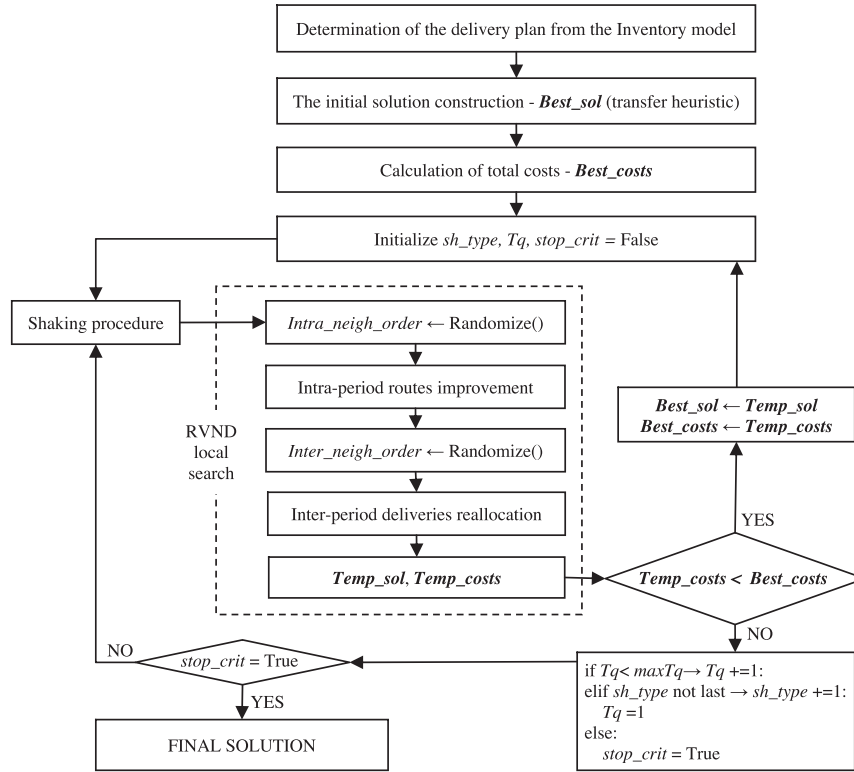 Determination of the delivery plan from the Inventory model
The initial solution construction - Best_sol (transfer heuristic)
Calculation of total costs - Best_costs
Initialize sh_type, Tq, stop_crit = False
Shaking procedure
Intra_neigh_order ← Randomize()
Intra-period routes improvement
RVND
local
search
Inter_neigh_order ← Randomize()
Inter-period deliveries reallocation
Temp_sol, Temp_costs
Best_sol ← Temp_sol
Best_costs ← Temp_costs
YES
Temp_costs < Best_costs
NO
if Tq< maxTq→ Tq +=1:
elif sh_type not last → sh_type +=1:
Tq =1
else:
stop_crit = True
NO
stop_crit = True
YES
FINAL SOLUTION